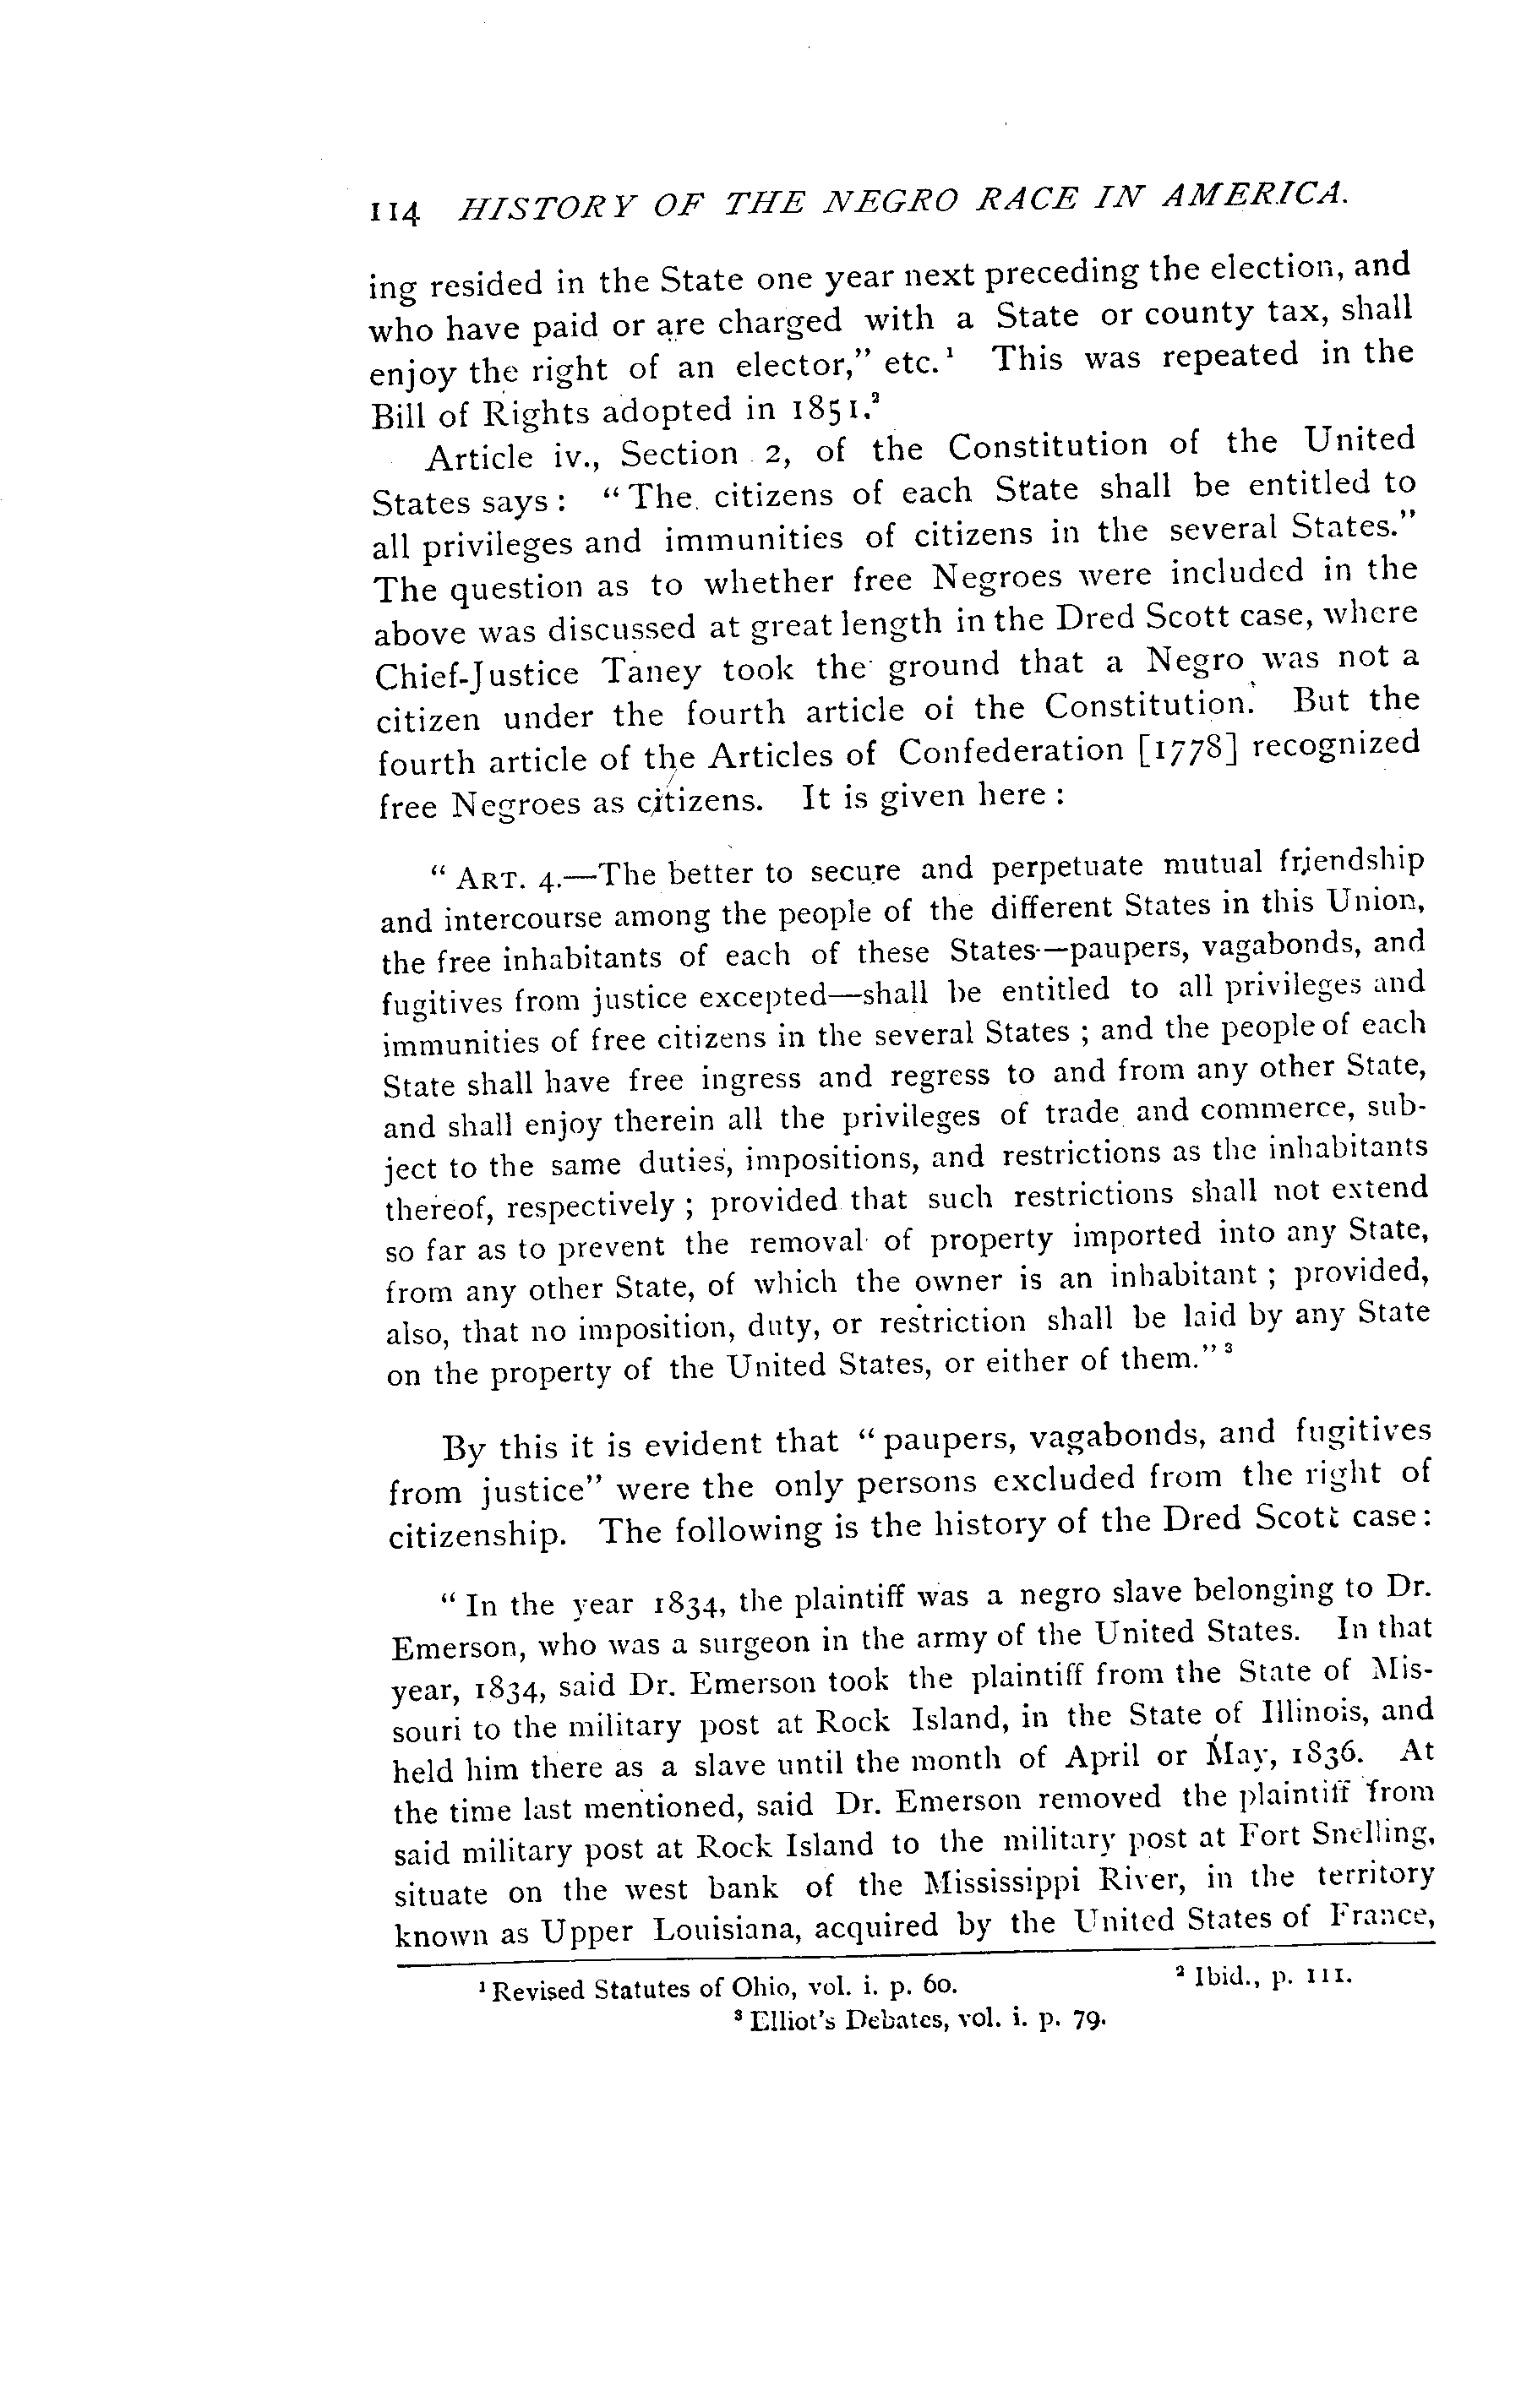 114 HISTORY OF THE NEGRO RACE IN AMERICA.
ing resided in the State one year next preceding the election, and
who have paid or are charged with a State or county tax, shall
enjoy the right of an elector," etc.¹ This was repeated in the
Bill of Rights adopted in 1851.²
Article iv., Section 2, of the Constitution of the United
States says: "The citizens of each State shall be entitled to
all privileges and immunities of citizens in the several States."
The question as to whether free Negroes were included in the
above was discussed at great length in the Dred Scott case, where
Chief-Justice Taney took the ground that a Negro was not a
citizen under the fourth article of the Constitution. But the
fourth article of the Articles of Confederation [1778] recognized
free Negroes as citizens. It is given here:
"ART. 4.—The better to secure and perpetuate mutual friendship
and intercourse among the people of the different States in this Union,
the free inhabitants of each of these States—paupers, vagabonds, and
fugitives from justice excepted—shall be entitled to all privileges and
immunities of free citizens in the several States; and the people of each
State shall have free ingress and regress to and from any other State,
and shall enjoy therein all the privileges of trade and commerce, sub-
ject to the same duties, impositions, and restrictions as the inhabitants
thereof, respectively; provided that such restrictions shall not extend
so far as to prevent the removal of property imported into any State,
from any other State, of which the owner is an inhabitant; provided,
also, that no imposition, duty, or restriction shall be laid by any State
on the property of the United States, or either of them."³
By this it is evident that "paupers, vagabonds, and fugitives
from justice" were the only persons excluded from the right of
citizenship. The following is the history of the Dred Scott case:
"In the year 1834, the plaintiff was a negro slave belonging to Dr.
Emerson, who was a surgeon in the army of the United States. In that
year, 1834, said Dr. Emerson took the plaintiff from the State of Mis-
souri to the military post at Rock Island, in the State of Illinois, and
held him there as a slave until the month of April or May, 1836. At
the time last mentioned, said Dr. Emerson removed the plaintiff from
said military post at Rock Island to the military post at Fort Snelling,
situate on the west bank of the Mississippi River, in the territory
known as Upper Louisiana, acquired by the United States of France,
¹ Revised Statutes of Ohio, vol. i. p. 60. ² Ibid., p. 111.
³ Elliot's Debates, vol. i. p. 79.